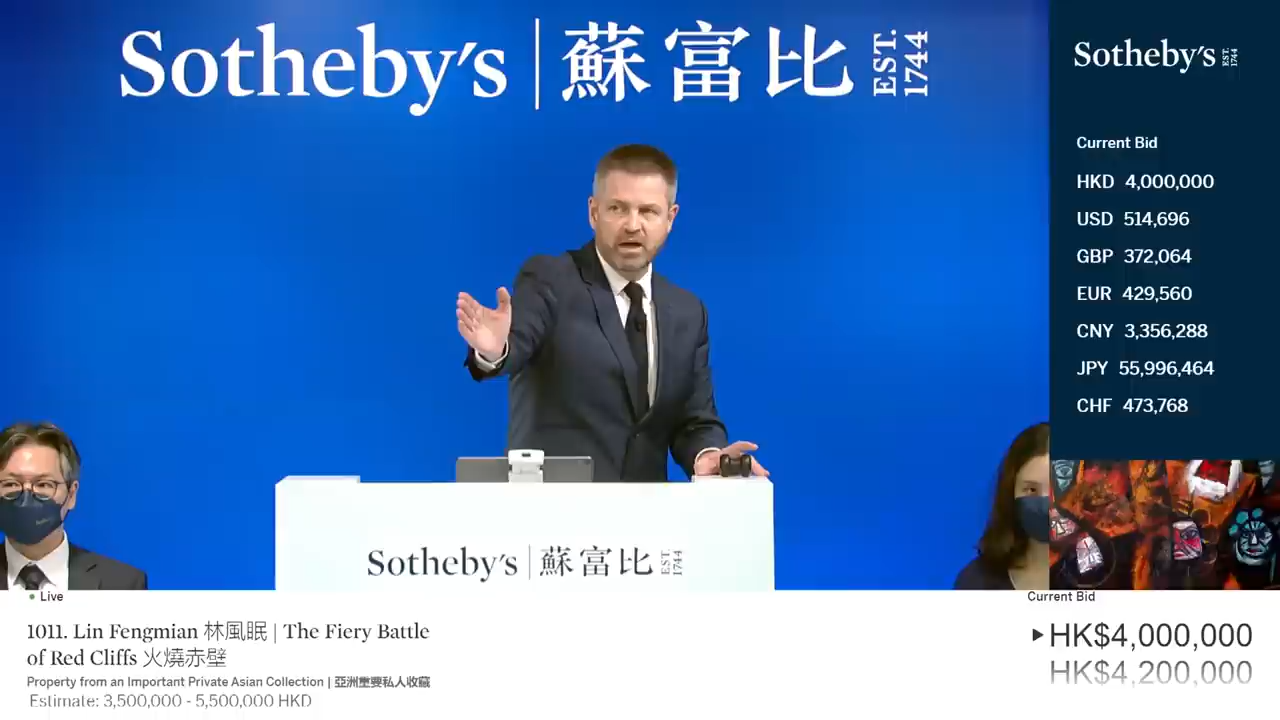 Sotheby's | 蘇富比 EST. 1744
Sotheby's EST. 1744
Current Bid
HKD 4,000,000
USD 514,696
GBP 372,064
EUR 429,560
CNY 3,356,288
JPY 55,996,464
CHF 473,768
Sotheby's | 蘇富比 EST. 1744
Live
1011. Lin Fengmian 林風眠 | The Fiery Battle
of Red Cliffs 火燒赤壁
Property from an Important Private Asian Collection | 亞洲重要私人收藏
Estimate: 3,500,000 - 5,500,000 HKD
Current Bid
HK$4,000,000
HK$4,200,000